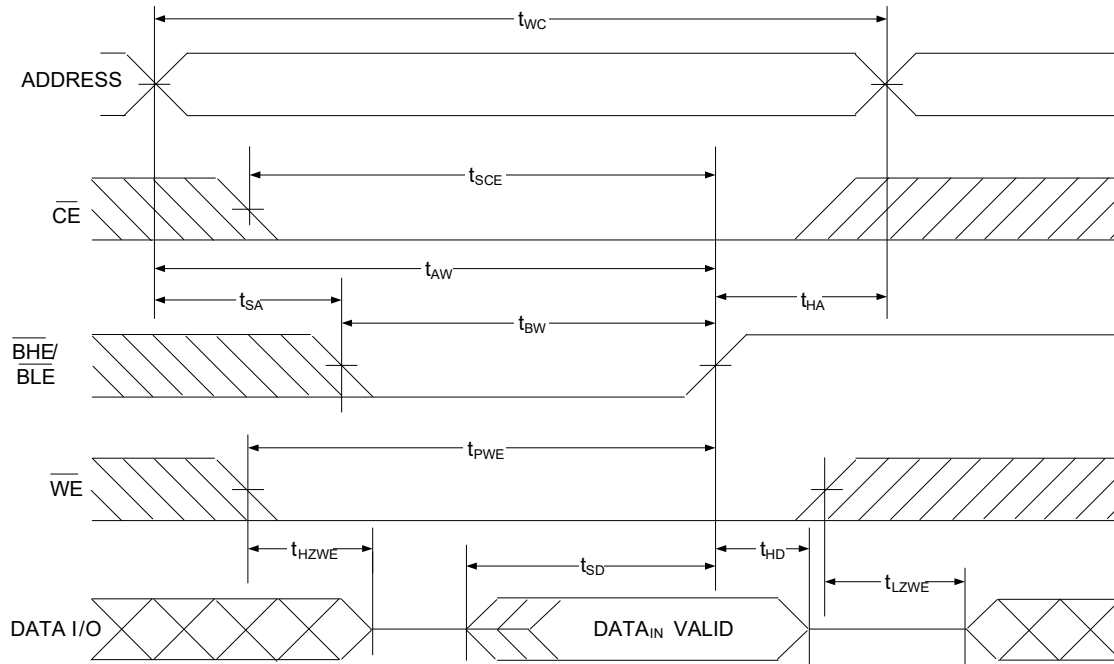 tWC
ADDRESS
tSCE
CE
tAW
tSA
tHA
tBW
BHE/
BLE
tPWE
WE
tHZWE
tHD
tSD
tLZWE
DATA I/O
DATAIN VALID